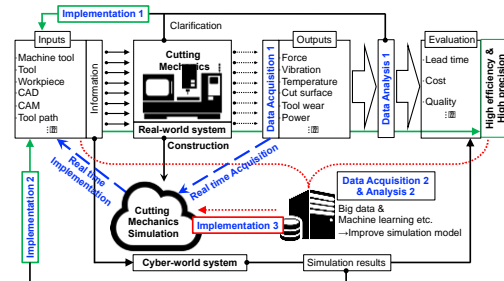 Implementation 1
Clarification
Inputs
Machine tool
Tool
Workpiece
CAD
CAM
Tool path
Information
Cutting
Mechanics
Real-world system
Construction
Data Acquisition 1
Outputs
Force
Vibration
Temperature
Cut surface
Tool wear
Power
Data Analysis 1
Evaluation
Lead time
Cost
Quality
High efficiency &
High precision
Real time
Implementation
Real time Acquisition
Implementation 2
Cutting
Mechanics
Simulation
Implementation 3
Data Acquisition 2
& Analysis 2
Big data &
Machine learning etc.
→Improve simulation model
Cyber-world system
Simulation results